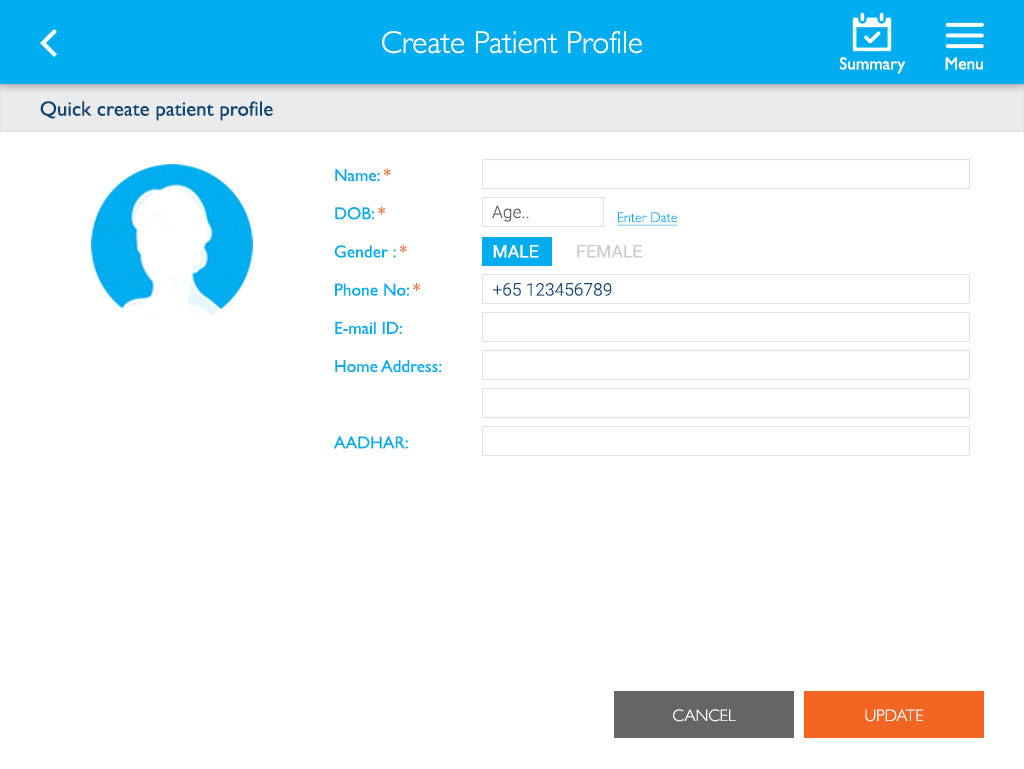 Create Patient Profile
Summary
Menu
Quick create patient profile
Name: *
DOB: * Age.. Enter Date
Gender : * MALE FEMALE
Phone No: * +65 123456789
E-mail ID:
Home Address:
AADHAR:
CANCEL UPDATE